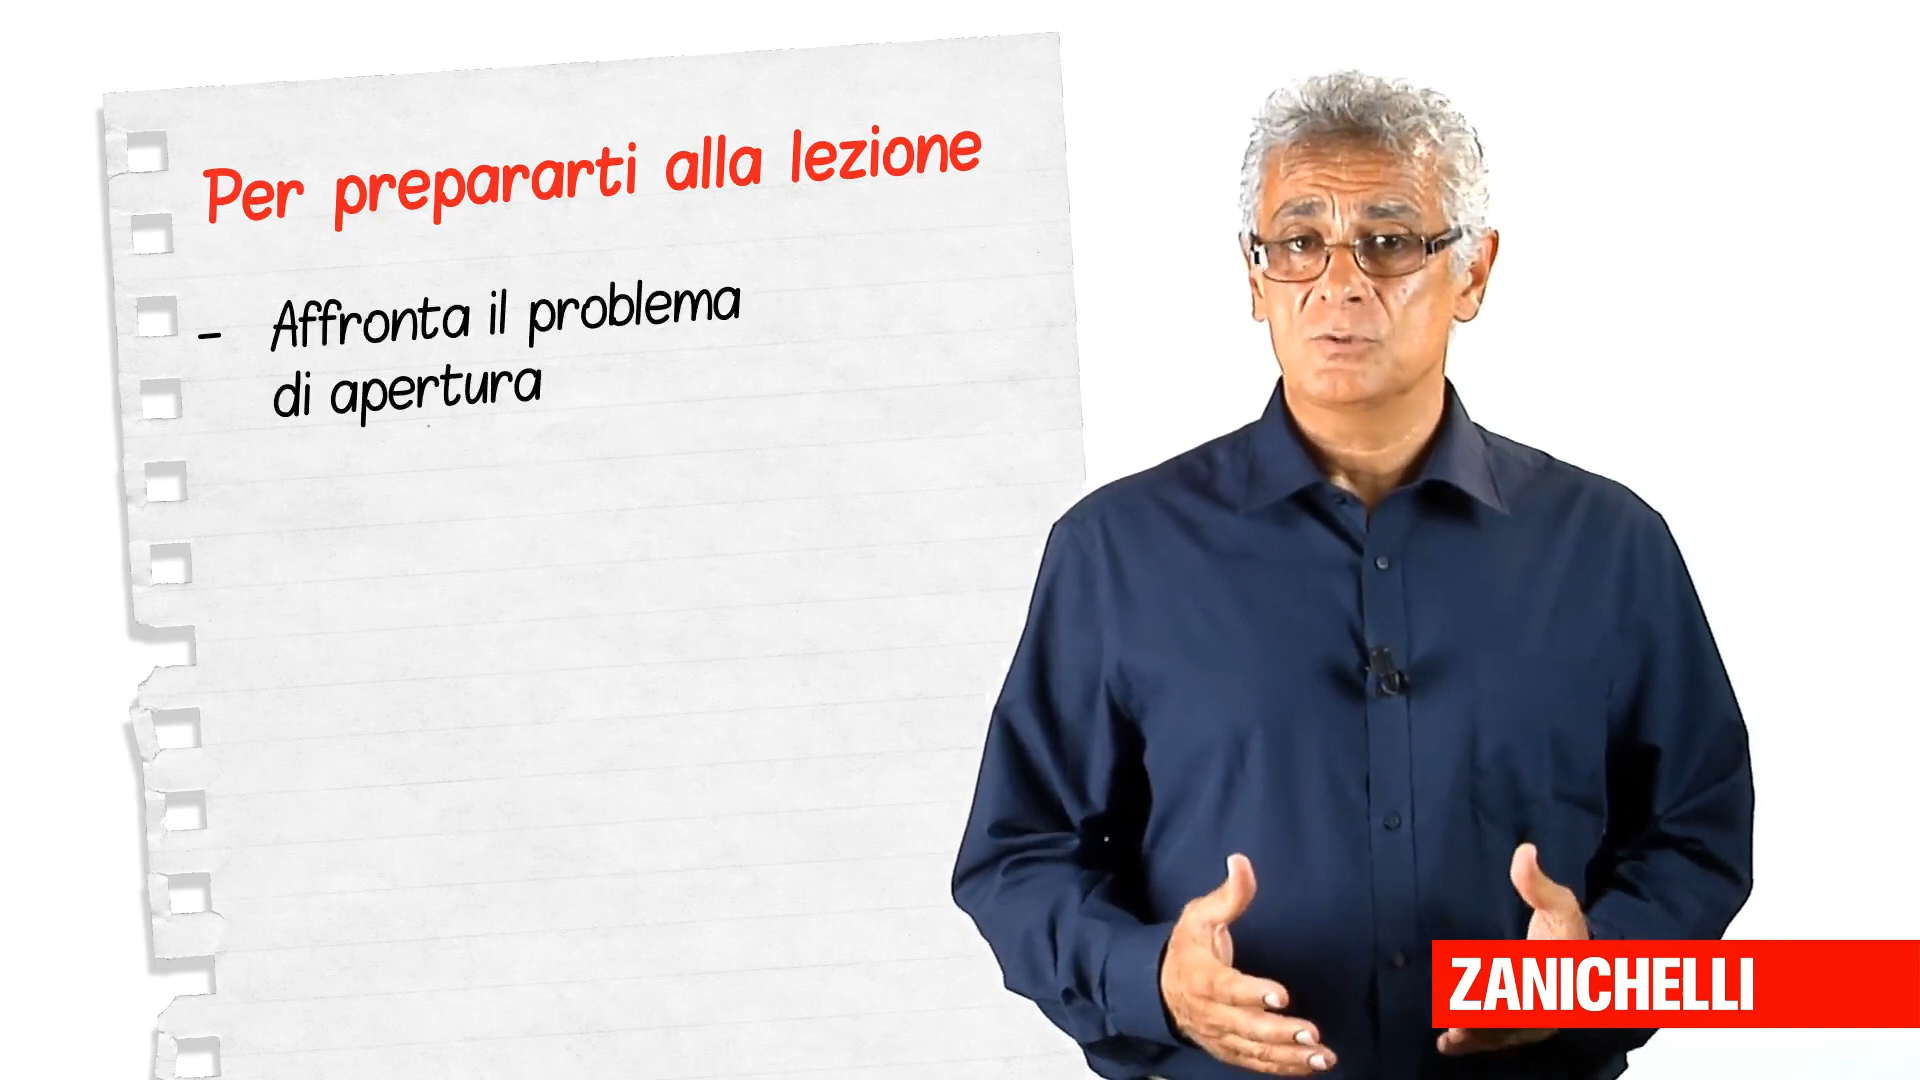 Per prepararti alla lezione
- Affronta il problema
di apertura
ZANICHELLI